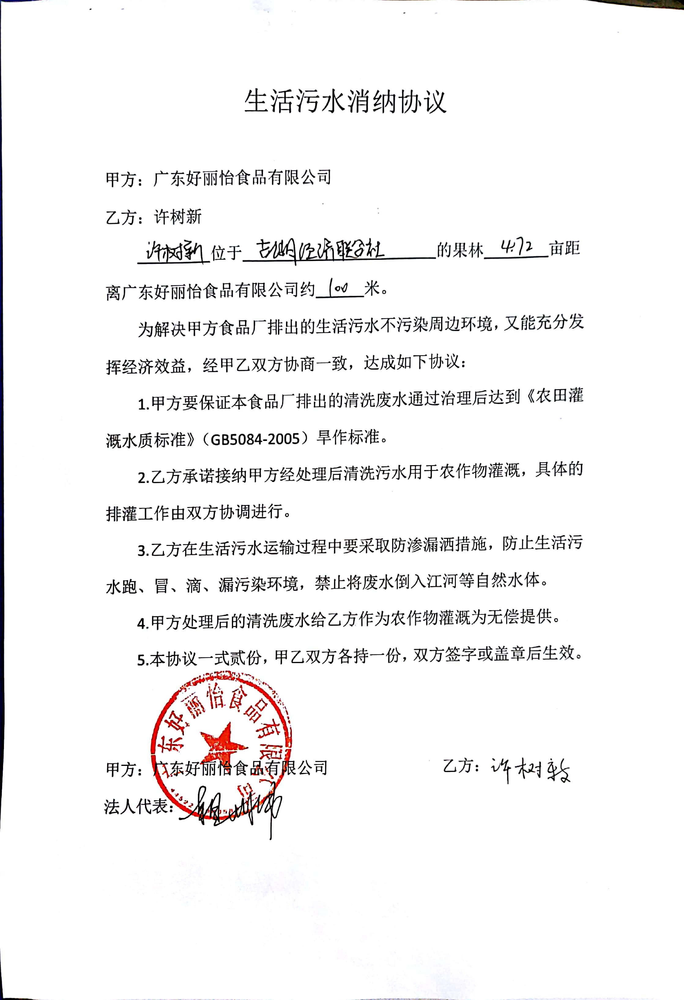 生活污水消纳协议
甲方：广东好丽怡食品有限公司
乙方：许树新
许树新位于古湖经济联合社的果林4.72亩距
离广东好丽怡食品有限公司约100米。
为解决甲方食品厂排出的生活污水不污染周边环境，又能充分发
挥经济效益，经甲乙双方协商一致，达成如下协议：
1.甲方要保证本食品厂排出的清洗废水通过治理后达到《农田灌
溉水质标准》（GB5084-2005）旱作标准。
2.乙方承诺接纳甲方经处理后清洗污水用于农作物灌溉，具体的
排灌工作由双方协调进行。
3.乙方在生活污水运输过程中要采取防渗漏洒措施，防止生活污
水跑、冒、滴、漏污染环境，禁止将废水倒入江河等自然水体。
4.甲方处理后的清洗废水给乙方作为农作物灌溉为无偿提供。
5.本协议一式贰份，甲乙双方各持一份，双方签字或盖章后生效。
广东好丽怡食品有限公司
甲方：广东好丽怡食品有限公司
乙方：许树
法人代表：